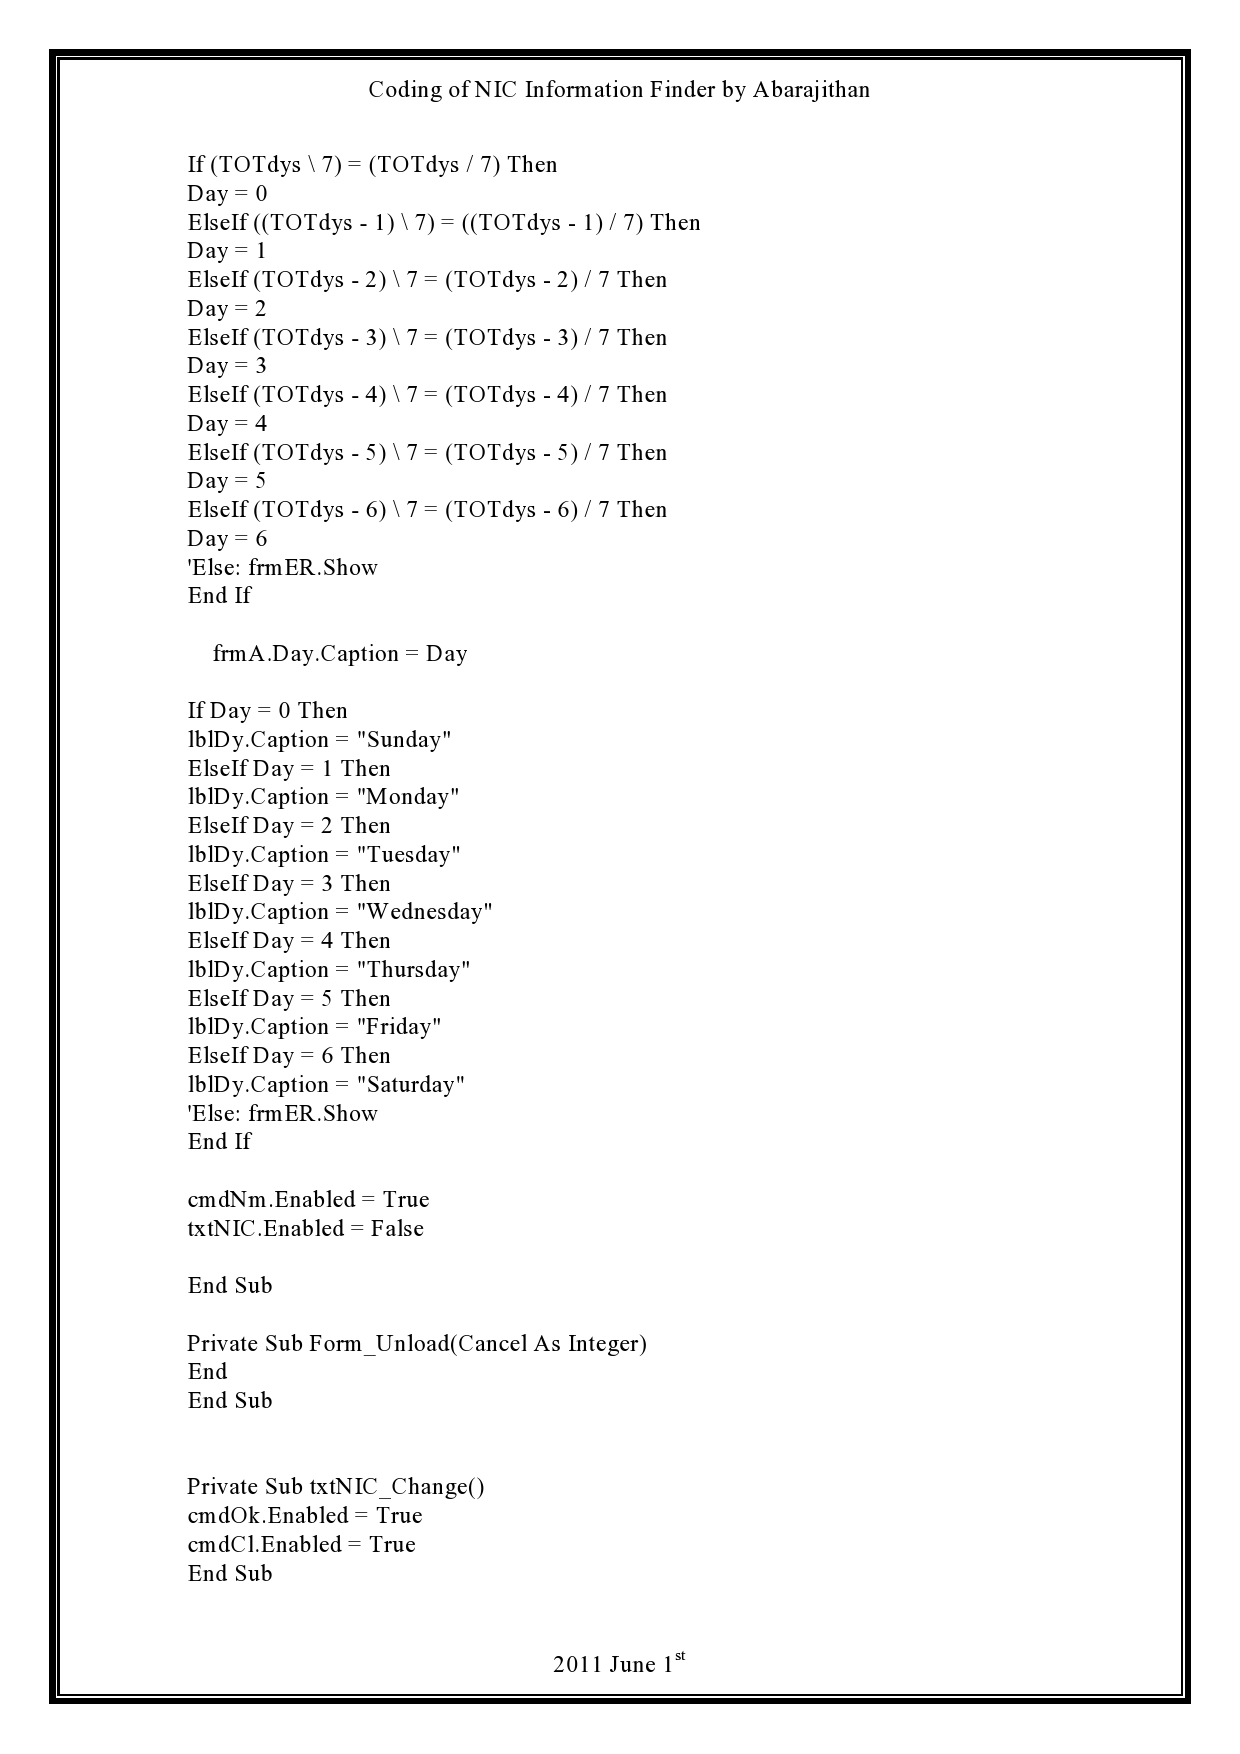 Coding of NIC Information Finder by Abarajithan
If (TOTdys \ 7) = (TOTdys / 7) Then
Day = 0
ElseIf ((TOTdys - 1) \ 7) = ((TOTdys - 1) / 7) Then
Day = 1
ElseIf (TOTdys - 2) \ 7 = (TOTdys - 2) / 7 Then
Day = 2
ElseIf (TOTdys - 3) \ 7 = (TOTdys - 3) / 7 Then
Day = 3
ElseIf (TOTdys - 4) \ 7 = (TOTdys - 4) / 7 Then
Day = 4
ElseIf (TOTdys - 5) \ 7 = (TOTdys - 5) / 7 Then
Day = 5
ElseIf (TOTdys - 6) \ 7 = (TOTdys - 6) / 7 Then
Day = 6
'Else: frmER.Show
End If
frmA.Day.Caption = Day
If Day = 0 Then
lblDy.Caption = "Sunday"
ElseIf Day = 1 Then
lblDy.Caption = "Monday"
ElseIf Day = 2 Then
lblDy.Caption = "Tuesday"
ElseIf Day = 3 Then
lblDy.Caption = "Wednesday"
ElseIf Day = 4 Then
lblDy.Caption = "Thursday"
ElseIf Day = 5 Then
lblDy.Caption = "Friday"
ElseIf Day = 6 Then
lblDy.Caption = "Saturday"
'Else: frmER.Show
End If
cmdNm.Enabled = True
txtNIC.Enabled = False
End Sub
Private Sub Form_Unload(Cancel As Integer)
End
End Sub
Private Sub txtNIC_Change()
cmdOk.Enabled = True
cmdCl.Enabled = True
End Sub
2011 June 1st